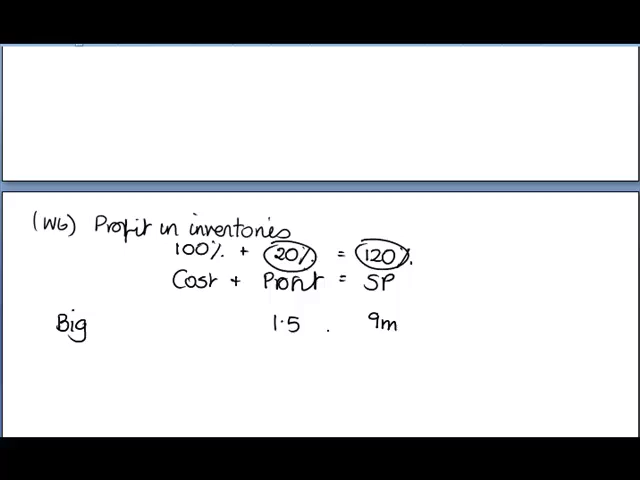 (W6) Profit in inventories
100% + 20% = 120%
Cost + Profit = SP
Big 1.5 . 9m